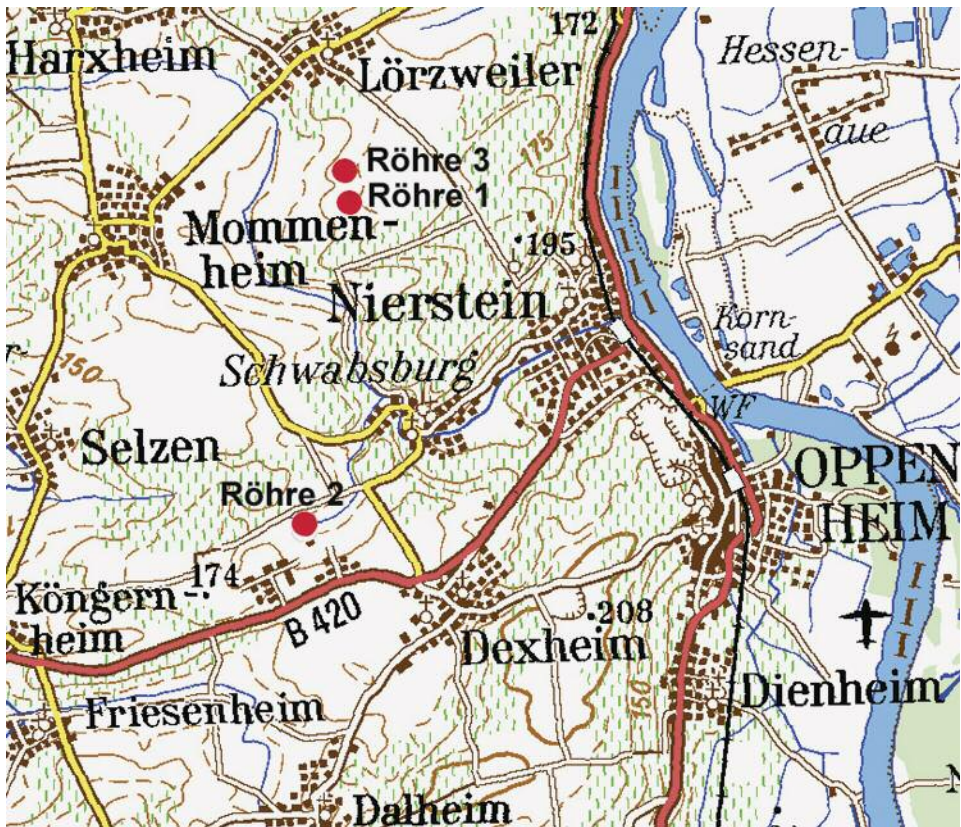 172
Harxheim
Lörzweiler
Hessen-
aue
175
Röhre 3
Röhre 1
Mommen-
heim
195
Nierstein
Korn-
sand
150
Schwabsburg
WF
Selzen
OPPEN
HEIM
Röhre 2
174
Köngern-
heim
B 420
208
Dexheim
150
Dienheim
Friesenheim
Dalheim